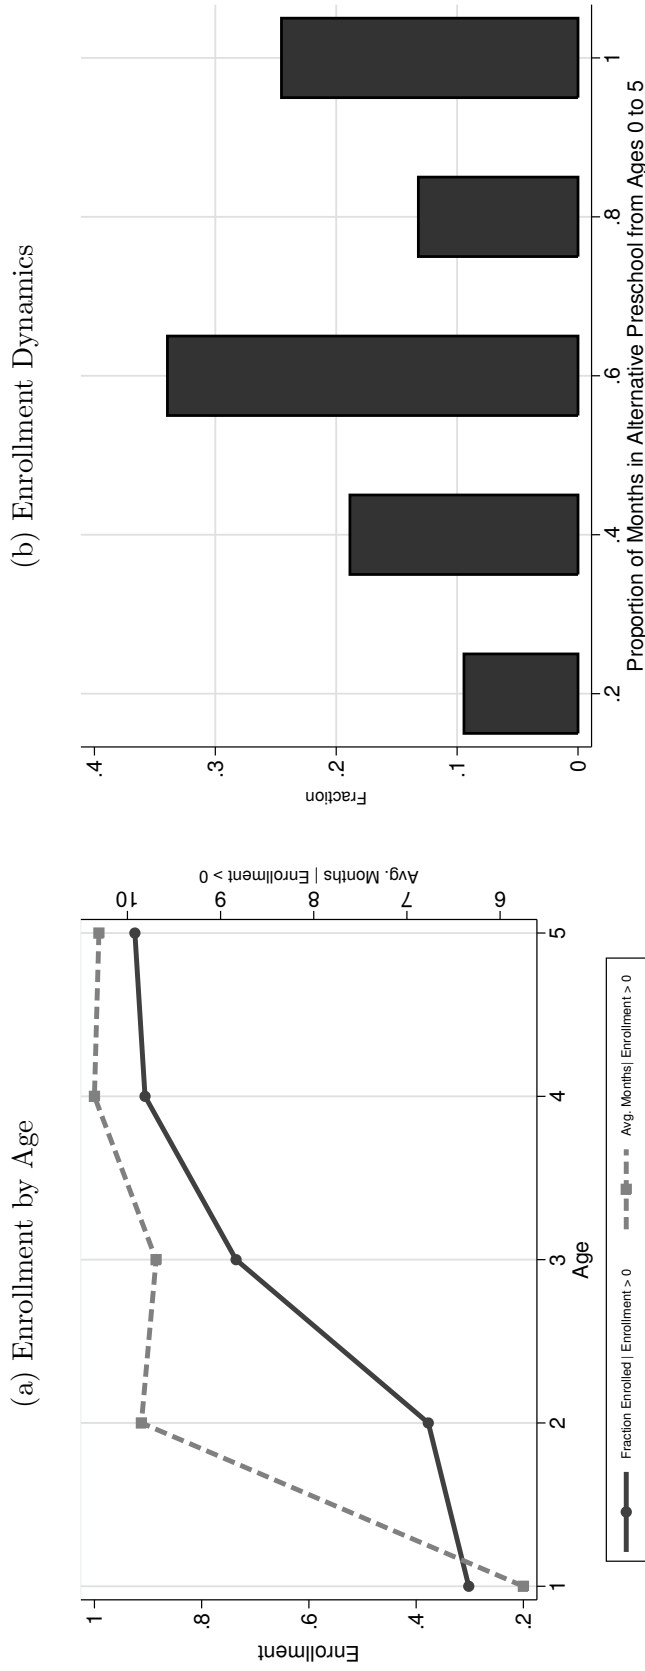 (a) Enrollment by Age
Enrollment
1
.8
.6
.4
.2
10
9
8
7
6
Avg. Months | Enrollment > 0
1 2 3 4 5
Age
Fraction Enrolled | Enrollment > 0
Avg. Months| Enrollment > 0
(b) Enrollment Dynamics
Fraction
.4
.3
.2
.1
0
.2 .4 .6 .8 1
Proportion of Months in Alternative Preschool from Ages 0 to 5